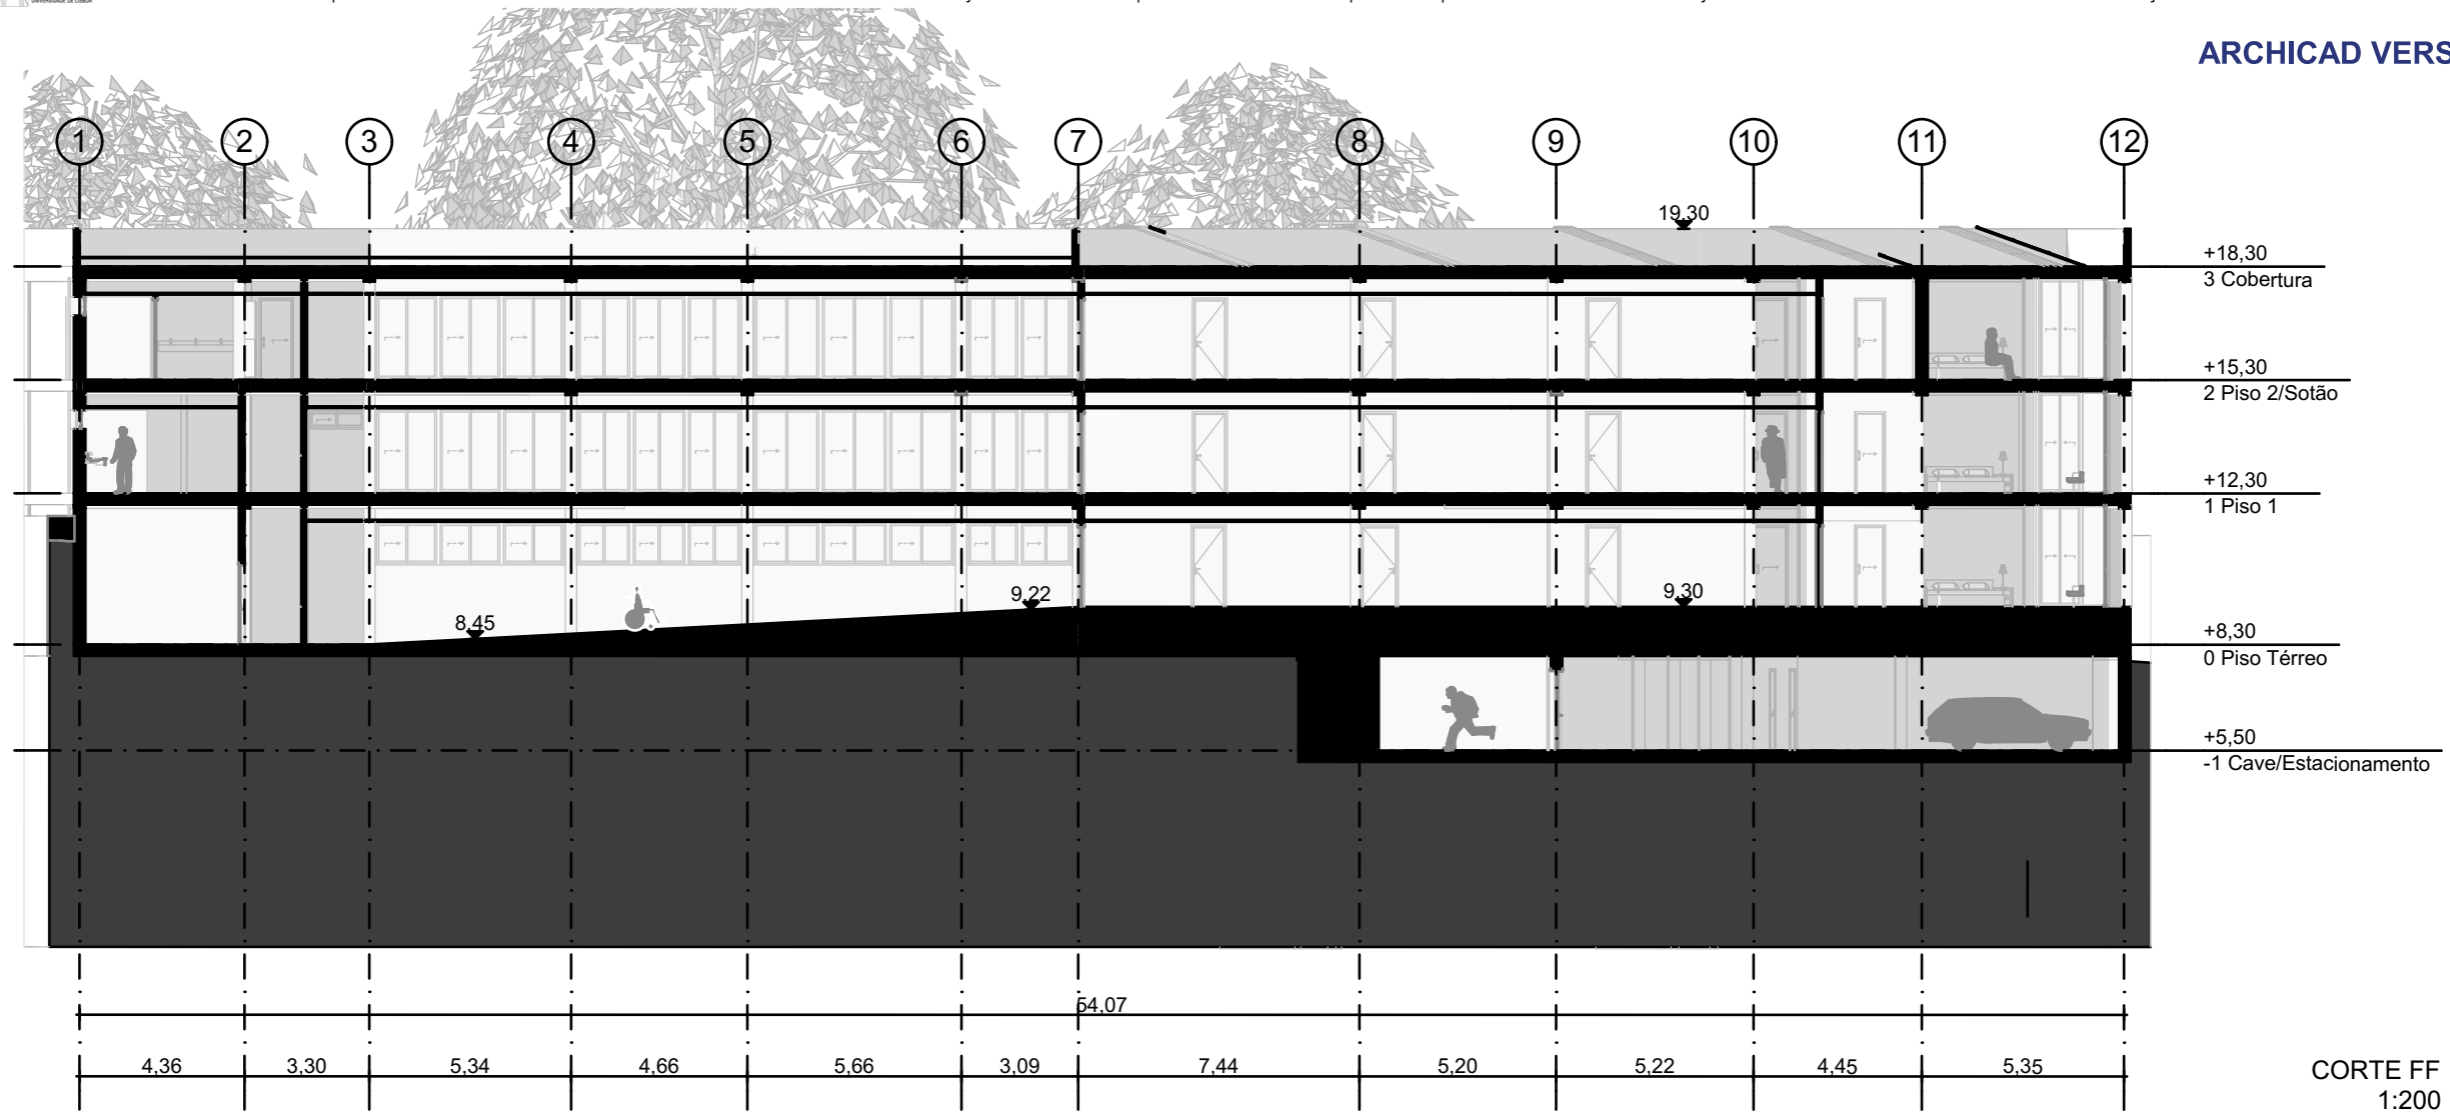 UNIVERSIDADE DE LISBOA
ARCHICAD VERS
1 2 3 4 5 6 7 8 9 10 11 12
19,30
+18,30
3 Cobertura
+15,30
2 Piso 2/Sotão
+12,30
1 Piso 1
9,22
9,30
8,45
+8,30
0 Piso Térreo
+5,50
-1 Cave/Estacionamento
54,07
4,36 3,30 5,34 4,66 5,66 3,09 7,44 5,20 5,22 4,45 5,35
CORTE FF
1:200